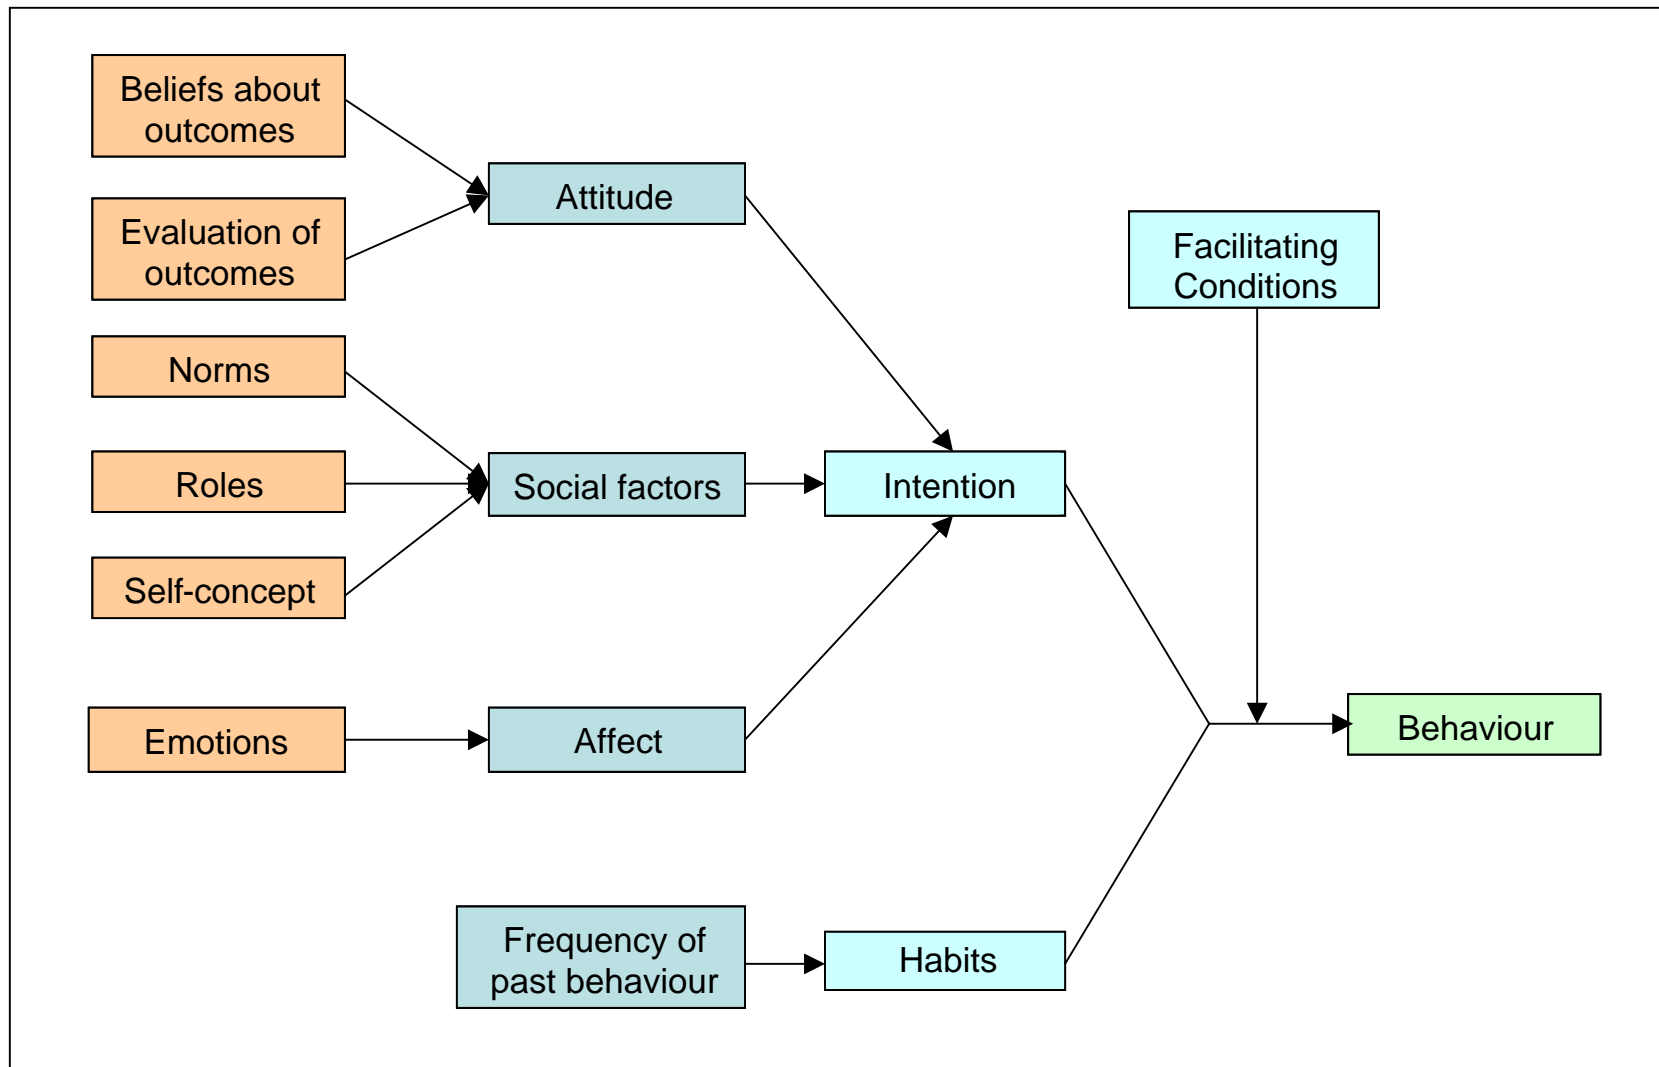 Beliefs about
outcomes
Evaluation of
outcomes
Norms
Roles
Self-concept
Emotions
Attitude
Social factors
Affect
Frequency of
past behaviour
Intention
Habits
Facilitating
Conditions
Behaviour